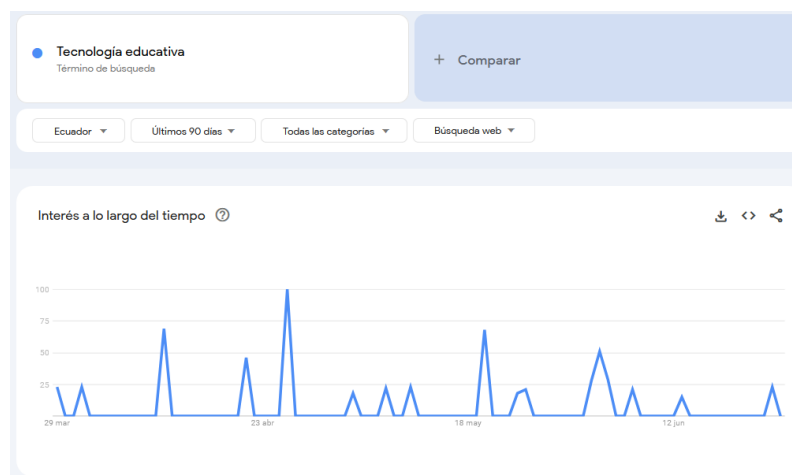 Tecnología educativa
Término de búsqueda
+ Comparar
Ecuador
Últimos 90 días
Todas las categorías
Búsqueda web
Interés a lo largo del tiempo
100
75
50
25
29 mar
23 abr
18 may
12 jun